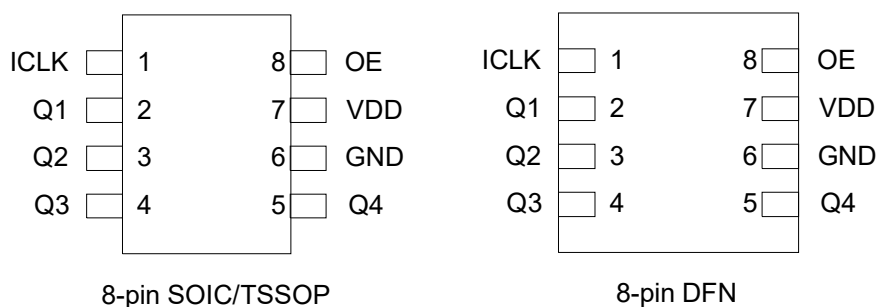 ICLK 1 8 OE
Q1 2 7 VDD
Q2 3 6 GND
Q3 4 5 Q4
8-pin SOIC/TSSOP
ICLK 1 8 OE
Q1 2 7 VDD
Q2 3 6 GND
Q3 4 5 Q4
8-pin DFN